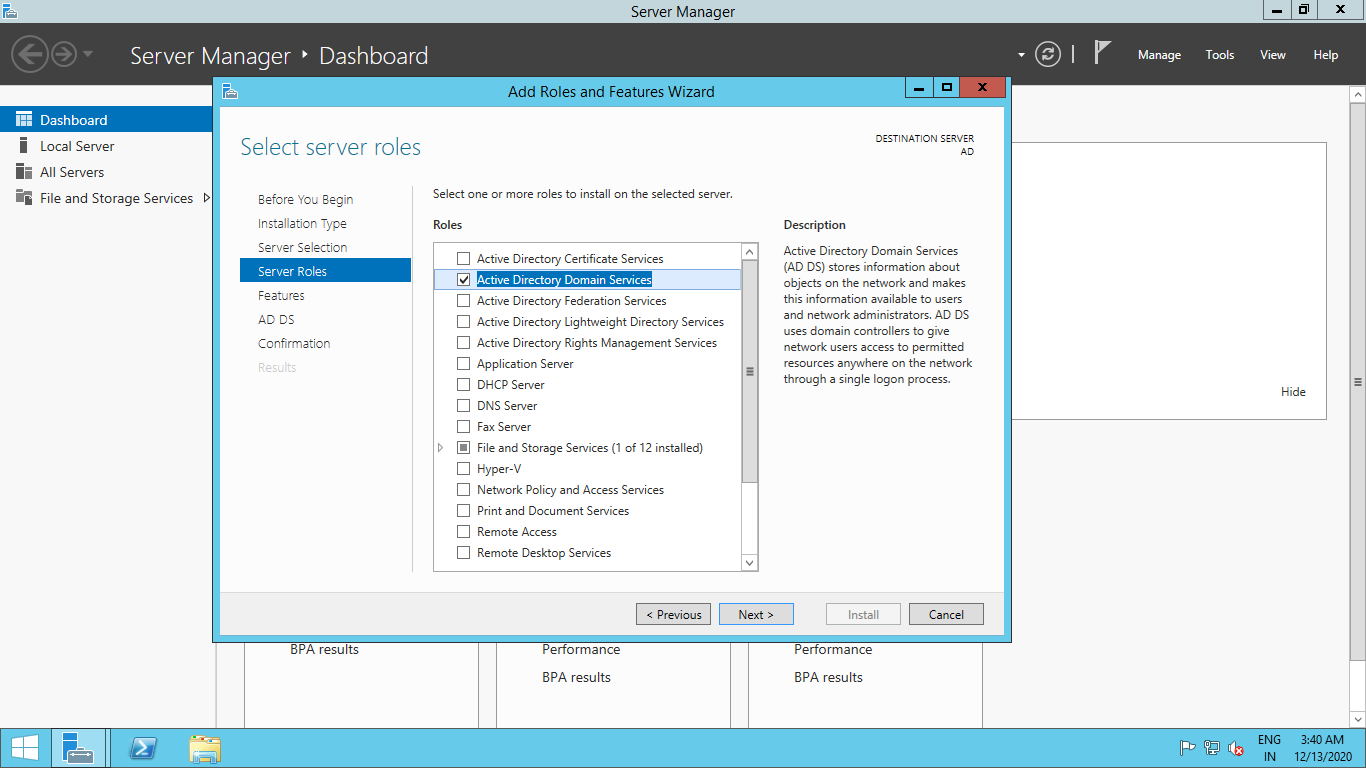 Server Manager
Server Manager ‣ Dashboard
Manage
Tools
View
Help
Dashboard
Local Server
All Servers
File and Storage Services
Add Roles and Features Wizard
Select server roles
DESTINATION SERVER
AD
Before You Begin
Installation Type
Server Selection
Server Roles
Features
AD DS
Confirmation
Results
Select one or more roles to install on the selected server.
Roles
Active Directory Certificate Services
Active Directory Domain Services
Active Directory Federation Services
Active Directory Lightweight Directory Services
Active Directory Rights Management Services
Application Server
DHCP Server
DNS Server
Fax Server
File and Storage Services (1 of 12 installed)
Hyper-V
Network Policy and Access Services
Print and Document Services
Remote Access
Remote Desktop Services
Description
Active Directory Domain Services
(AD DS) stores information about
objects on the network and makes
this information available to users
and network administrators. AD DS
uses domain controllers to give
network users access to permitted
resources anywhere on the network
through a single logon process.
Hide
< Previous
Next >
Install
Cancel
BPA results
Performance
BPA results
Performance
BPA results
ENG
IN
3:40 AM
12/13/2020